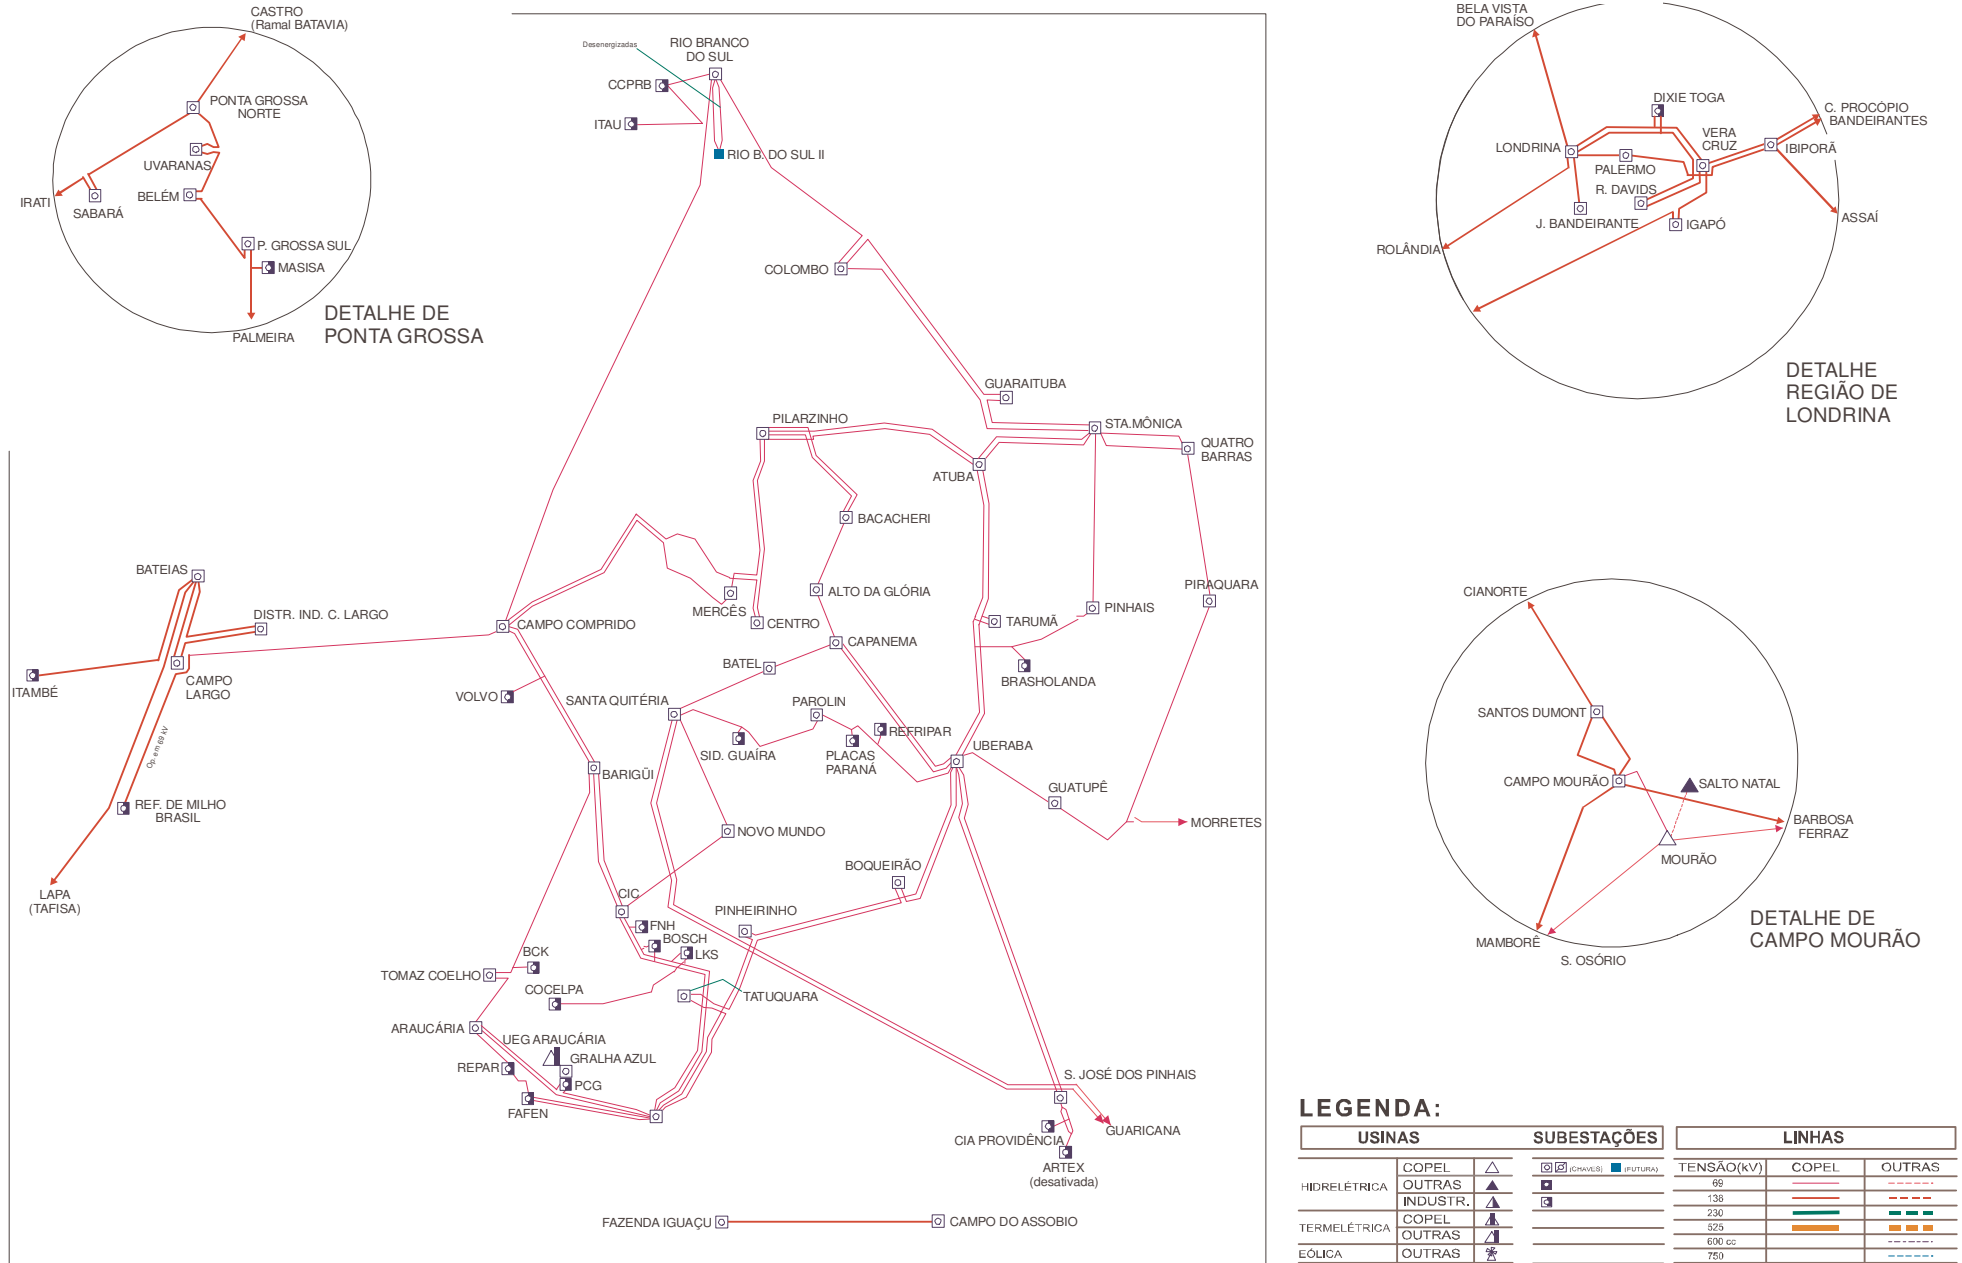 CASTRO
(Ramal BATAVIA)
PONTA GROSSA
NORTE
UVARANAS
BELÉM
IRATI
SABARÁ
P. GROSSA SUL
MASISA
PALMEIRA
DETALHE DE
PONTA GROSSA
Desenergizadas
RIO BRANCO
DO SUL
CCPRB
ITAU
RIO B. DO SUL II
COLOMBO
GUARAITUBA
PILARZINHO
STA.MÔNICA
QUATRO
BARRAS
ATUBA
BACACHERI
BATEIAS
DISTR. IND. C. LARGO
CAMPO COMPRIDO
MERCÊS
CENTRO
ALTO DA GLÓRIA
CAPANEMA
TARUMÃ
PINHAIS
PIRAQUARA
BRASHOLANDA
ITAMBÉ
CAMPO
LARGO
VOLVO
BATEL
SANTA QUITÉRIA
PAROLIN
REFRIPAR
SID. GUAÍRA
PLACAS
PARANÁ
UBERABA
Op. em 69 kV
BARIGÜI
GUATUPÊ
REF. DE MILHO
BRASIL
NOVO MUNDO
MORRETES
BOQUEIRÃO
LAPA
(TAFISA)
CIC
PINHEIRINHO
FNH
BOSCH
LKS
BCK
TOMAZ COELHO
COCELPA
TATUQUARA
ARAUCÁRIA
UEG ARAUCÁRIA
GRALHA AZUL
REPAR
PCG
FAFEN
S. JOSÉ DOS PINHAIS
GUARICANA
CIA PROVIDÊNCIA
ARTEX
(desativada)
FAZENDA IGUAÇU
CAMPO DO ASSOBIO
BELA VISTA
DO PARAÍSO
DIXIE TOGA
C. PROCÓPIO
BANDEIRANTES
VERA
CRUZ
LONDRINA
IBIPORÃ
PALERMO
R. DAVIDS
J. BANDEIRANTE
IGAPÓ
ASSAÍ
ROLÂNDIA
DETALHE
REGIÃO DE
LONDRINA
CIANORTE
SANTOS DUMONT
CAMPO MOURÃO
SALTO NATAL
BARBOSA
FERRAZ
MOURÃO
MAMBORÊ
S. OSÓRIO
DETALHE DE
CAMPO MOURÃO
LEGENDA:
USINAS SUBESTAÇÕES LINHAS
COPEL (CHAVES) (FUTURA) TENSÃO(kV) COPEL OUTRAS
HIDRELÉTRICA OUTRAS 69
INDUSTR. 138
TERMELÉTRICA COPEL 230
OUTRAS 525
600 cc
EÓLICA OUTRAS 750